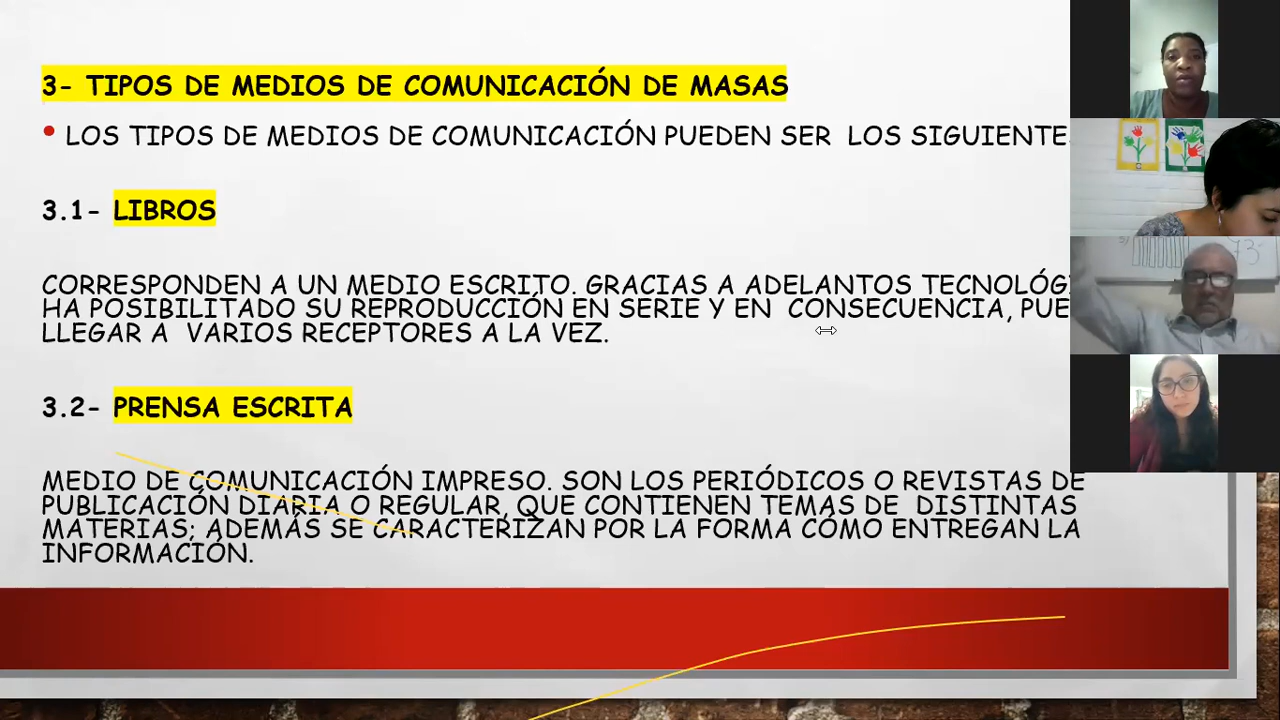 3- TIPOS DE MEDIOS DE COMUNICACIÓN DE MASAS
• LOS TIPOS DE MEDIOS DE COMUNICACIÓN PUEDEN SER LOS
3.1- LIBROS
CORRESPONDEN A UN MEDIO ESCRITO. GRACIAS A ADELANTOS
HA POSIBILITADO SU REPRODUCCIÓN EN SERIE Y EN CONSECUENCIA,
LLEGAR A VARIOS RECEPTORES A LA VEZ.
3.2- PRENSA ESCRITA
MEDIO DE COMUNICACIÓN IMPRESO. SON LOS PERIÓDICOS O REVISTAS DE
PUBLICACIÓN DIARIA O REGULAR, QUE CONTIENEN TEMAS DE DISTINTAS
MATERIAS; ADEMÁS SE CARACTERIZAN POR LA FORMA CÓMO ENTREGAN LA
INFORMACIÓN.